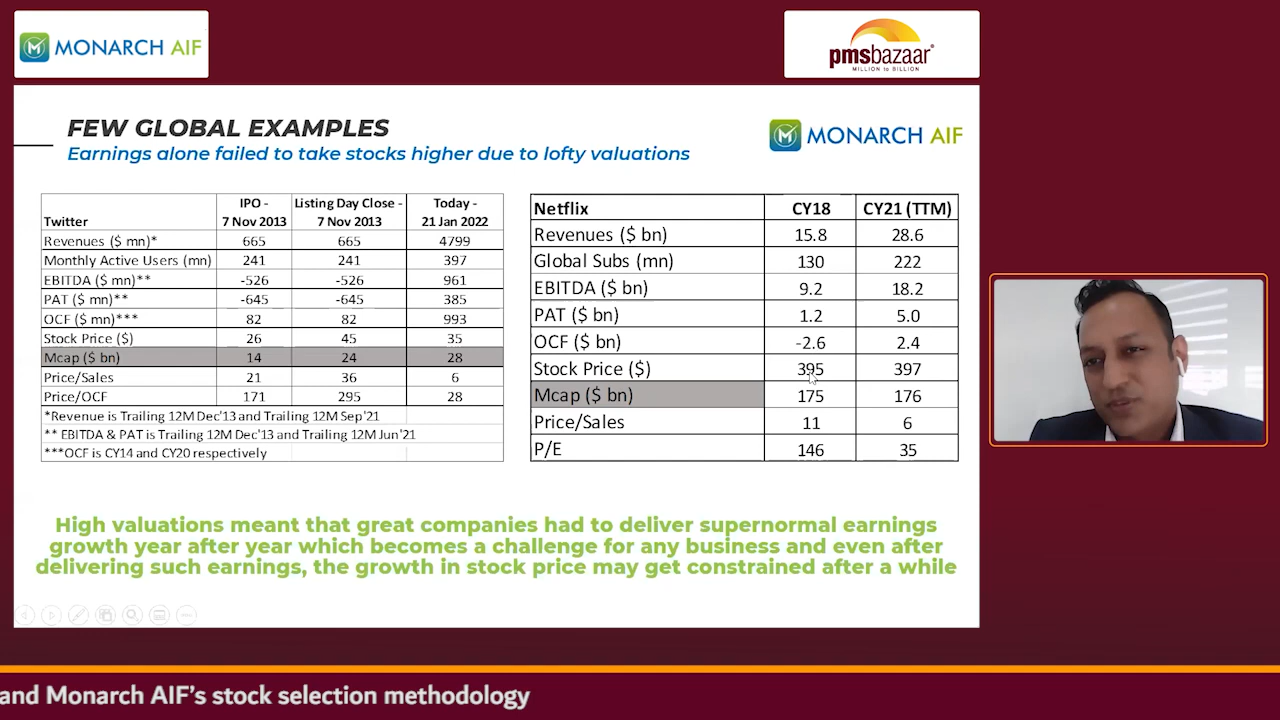 MONARCH AIF
pmsbazaar®
MILLION to BILLION
FEW GLOBAL EXAMPLES
Earnings alone failed to take stocks higher due to lofty valuations
MONARCH AIF
Twitter IPO - 7 Nov 2013 Listing Day Close - 7 Nov 2013 Today - 21 Jan 2022
Revenues ($ mn)* 665 665 4799
Monthly Active Users (mn) 241 241 397
EBITDA ($ mn)** -526 -526 961
PAT ($ mn)** -645 -645 385
OCF ($ mn)*** 82 82 993
Stock Price ($) 26 45 35
Mcap ($ bn) 14 24 28
Price/Sales 21 36 6
Price/OCF 171 295 28
*Revenue is Trailing 12M Dec'13 and Trailing 12M Sep'21
** EBITDA & PAT is Trailing 12M Dec'13 and Trailing 12M Jun'21
***OCF is CY14 and CY20 respectively
Netflix CY18 CY21 (TTM)
Revenues ($ bn) 15.8 28.6
Global Subs (mn) 130 222
EBITDA ($ bn) 9.2 18.2
PAT ($ bn) 1.2 5.0
OCF ($ bn) -2.6 2.4
Stock Price ($) 395 397
Mcap ($ bn) 175 176
Price/Sales 11 6
P/E 146 35
High valuations meant that great companies had to deliver supernormal earnings
growth year after year which becomes a challenge for any business and even after
delivering such earnings, the growth in stock price may get constrained after a while
and Monarch AIF's stock selection methodology